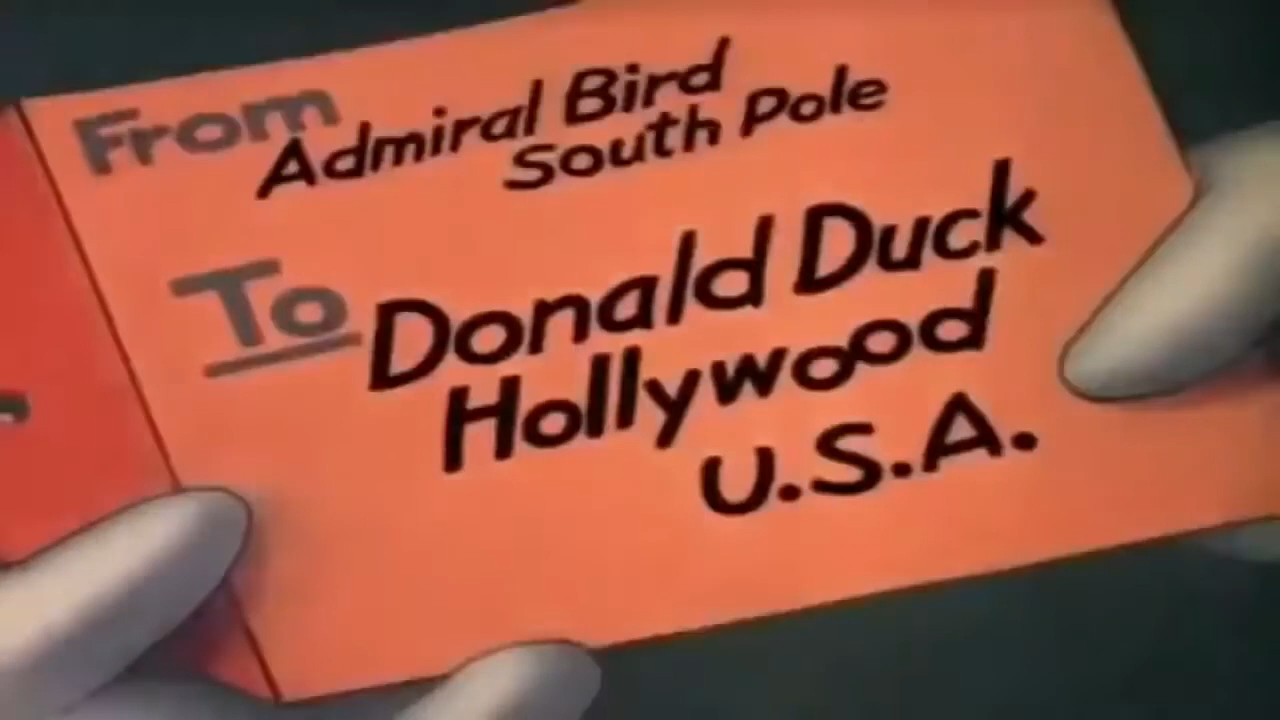 From
Admiral Bird
South Pole
To
Donald Duck
Hollywood
U.S.A.